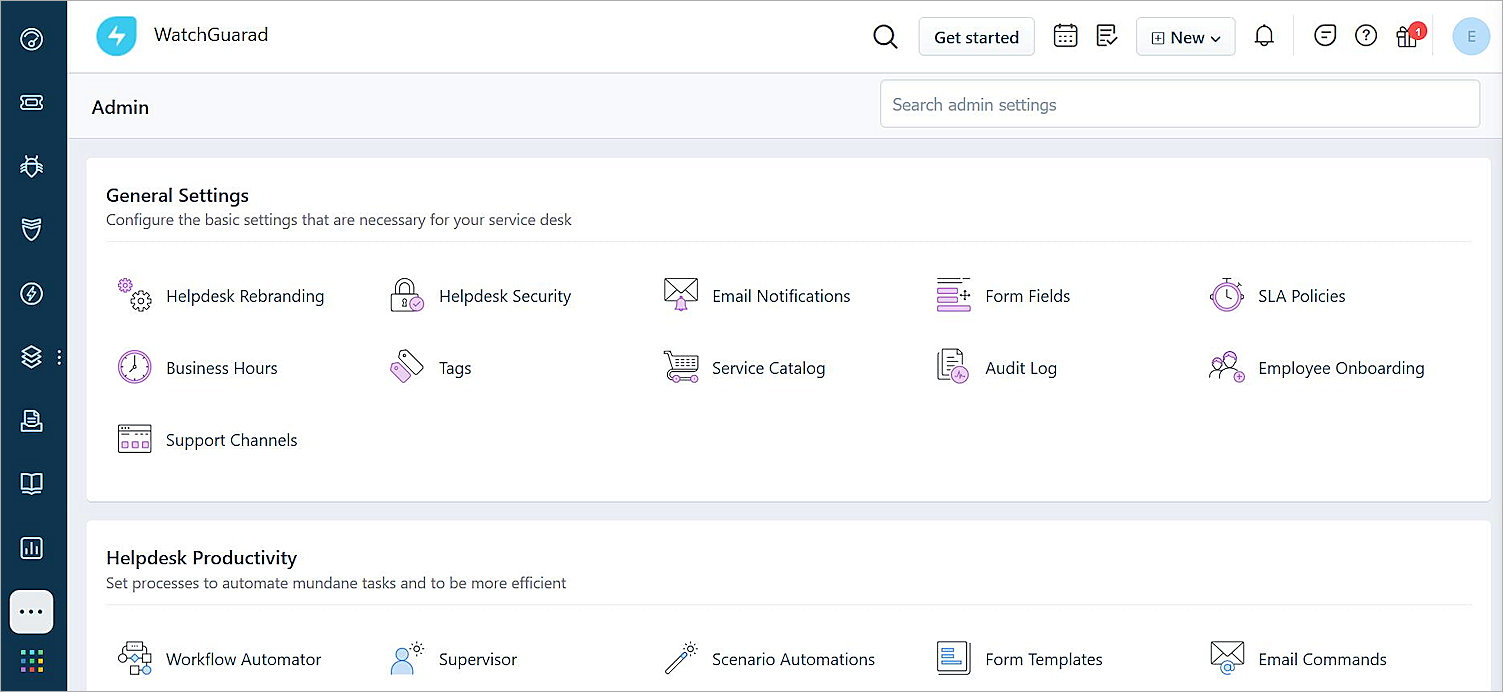 WatchGuarad
Get started
New
1
E
Admin
Search admin settings
General Settings
Configure the basic settings that are necessary for your service desk
Helpdesk Rebranding
Helpdesk Security
Email Notifications
Form Fields
SLA Policies
Business Hours
Tags
Service Catalog
Audit Log
Employee Onboarding
Support Channels
Helpdesk Productivity
Set processes to automate mundane tasks and to be more efficient
Workflow Automator
Supervisor
Scenario Automations
Form Templates
Email Commands